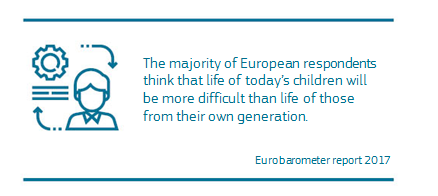 The majority of European respondents
think that life of today's children will
be more difficult than life of those
from their own generation.
Eurobarometer report 2017